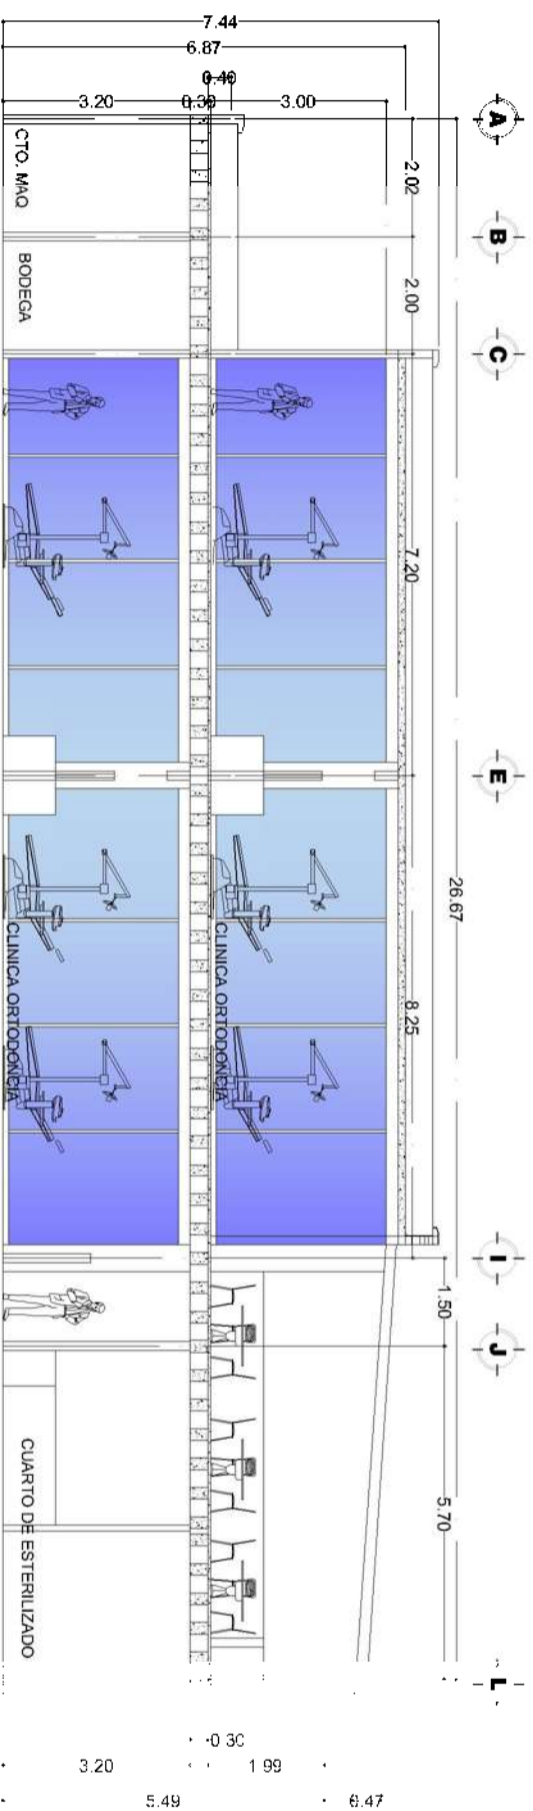 7.44
6.87
0.40
3.20
0.30
3.00
A
B
C
E
I
J
L
2.02
2.00
7.20
8.25
1.50
5.70
26.67
CTO. MAQ
BODEGA
CLINICA ORTODONCIA
CLINICA ORTODONCIA
CUARTO DE ESTERILIZADO
0.30
3.20
1.99
5.49
6.47